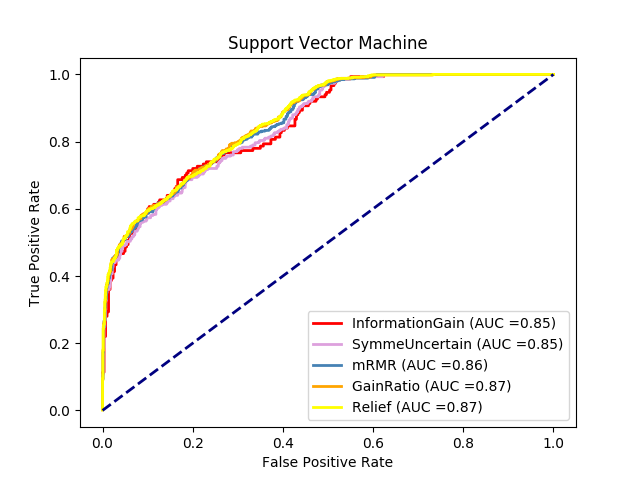 Support Vector Machine
1.0
0.8
0.6
0.4
0.2
0.0
True Positive Rate
InformationGain (AUC =0.85)
SymmeUncertain (AUC =0.85)
mRMR (AUC =0.86)
GainRatio (AUC =0.87)
Relief (AUC =0.87)
0.0 0.2 0.4 0.6 0.8 1.0
False Positive Rate